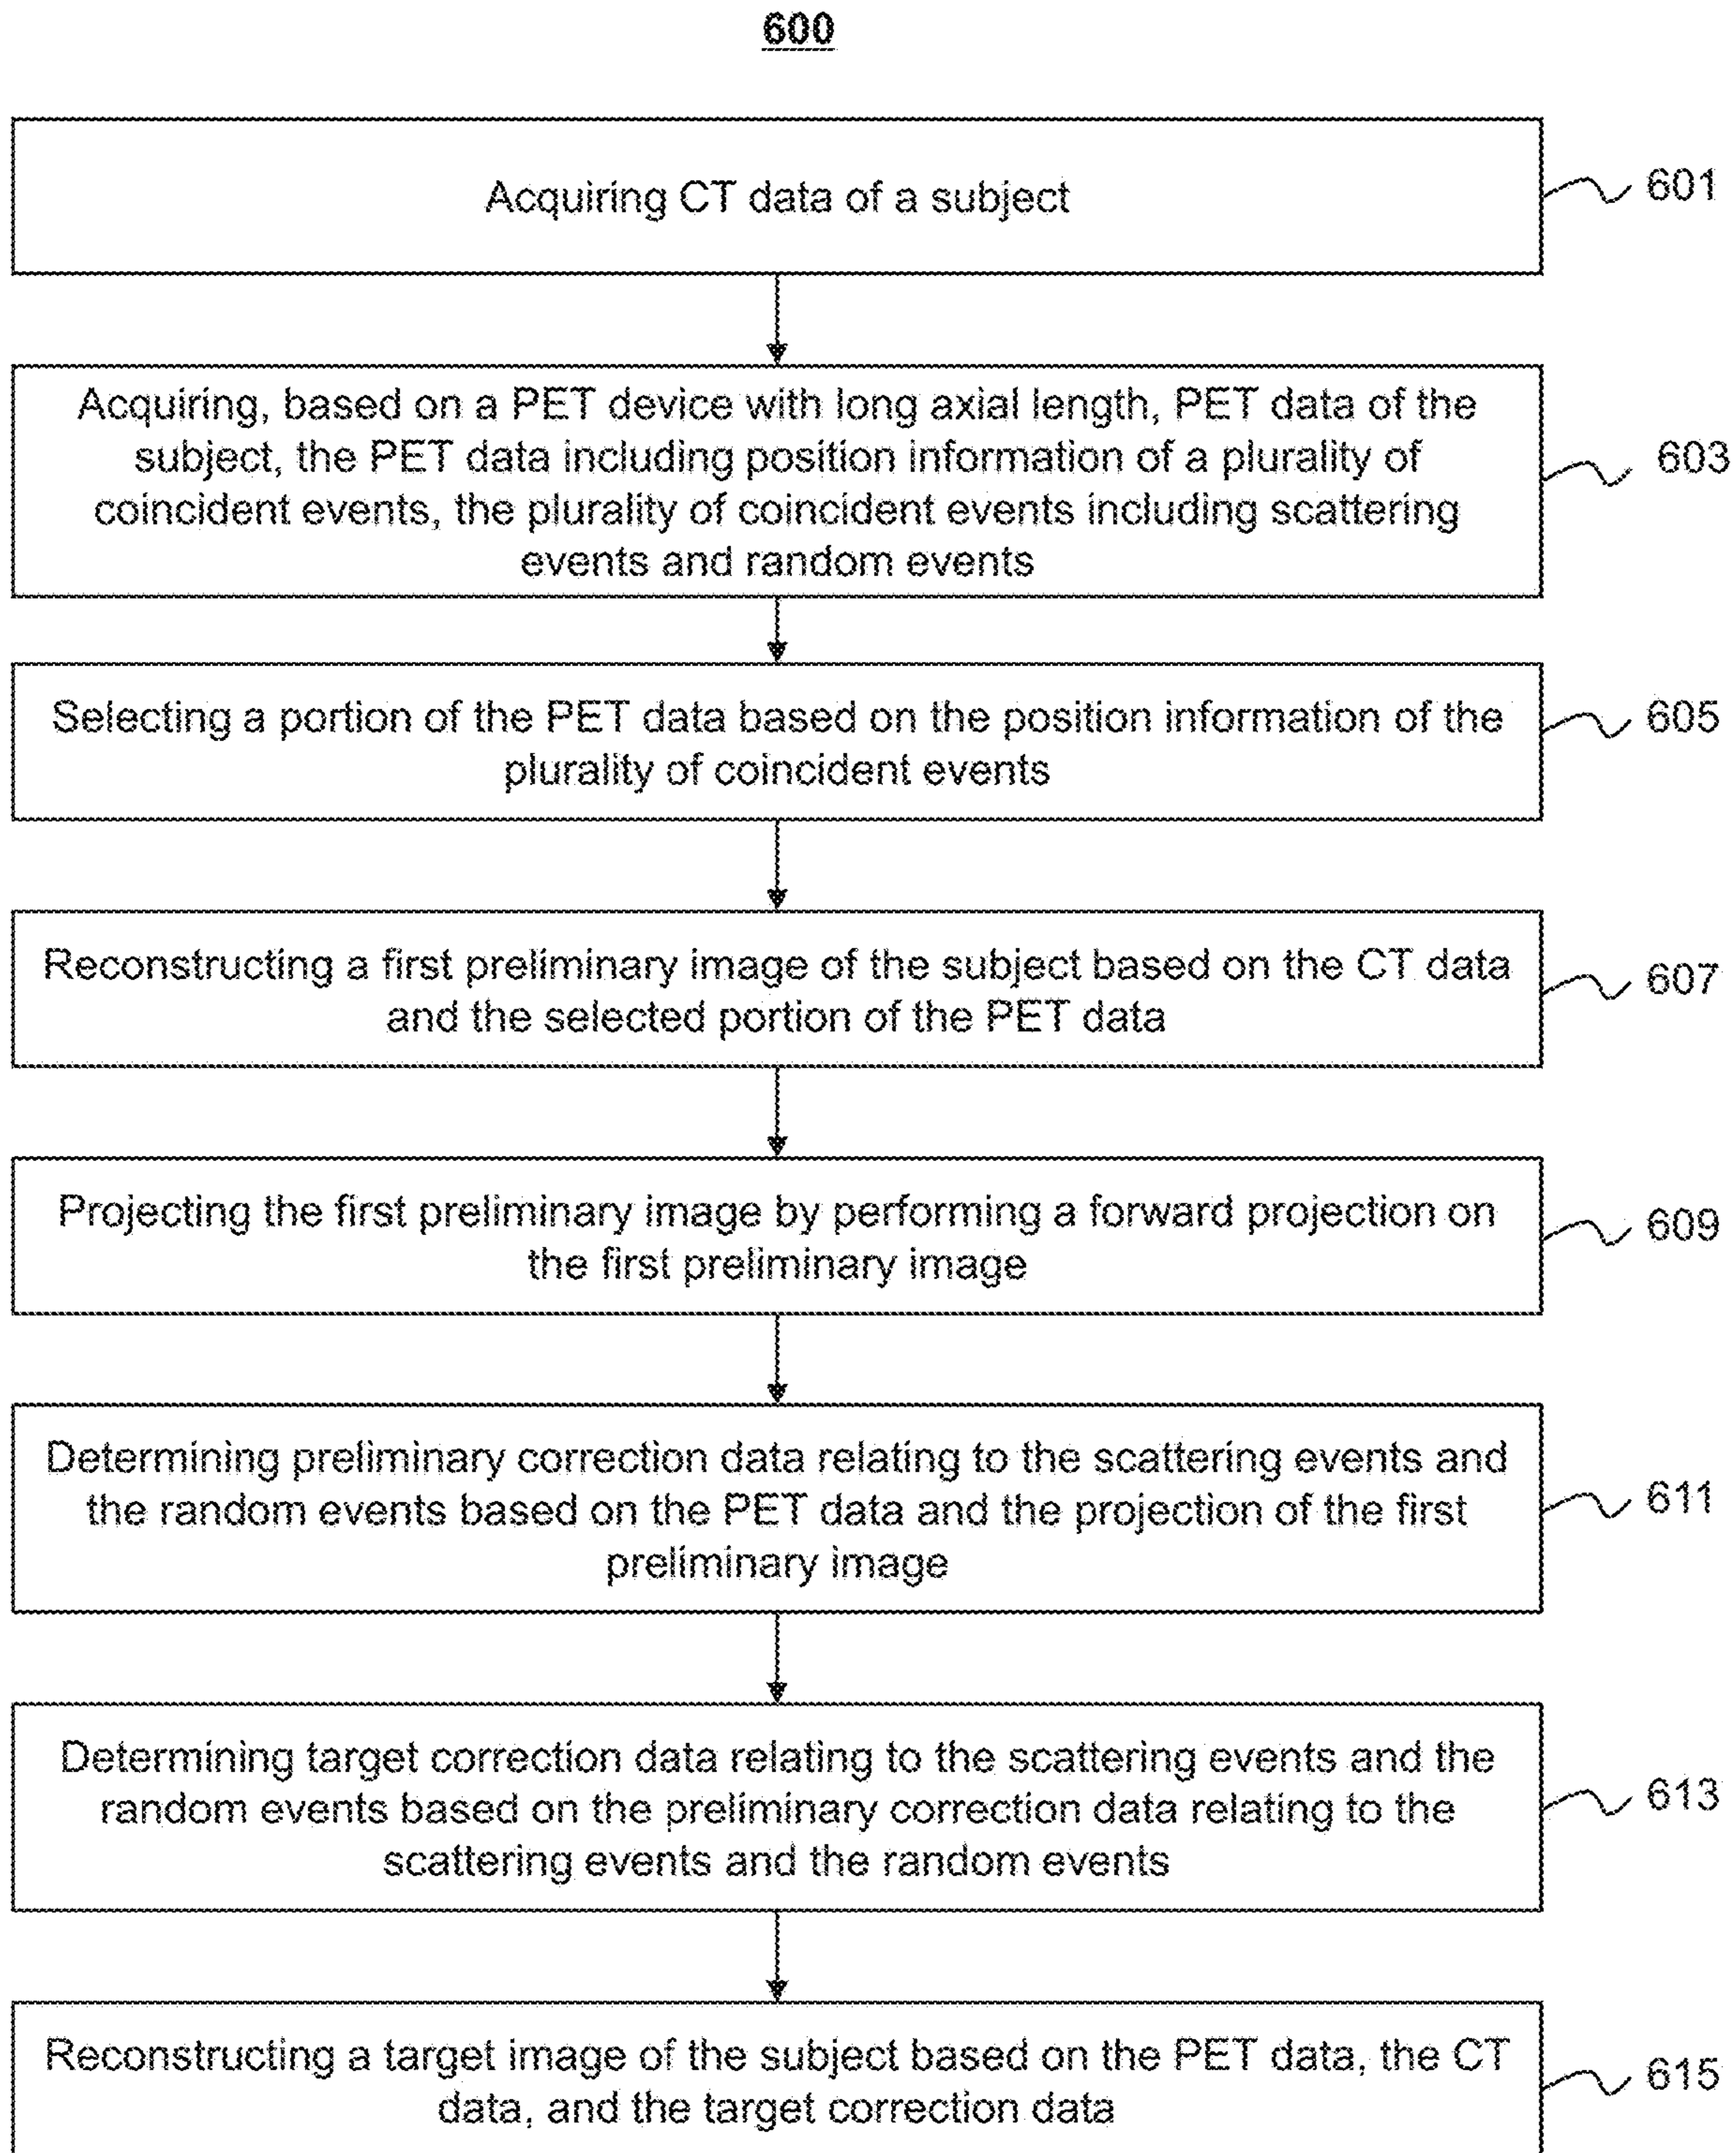 600
Acquiring CT data of a subject
601
Acquiring, based on a PET device with long axial length, PET data of the
subject, the PET data including position information of a plurality of
coincident events, the plurality of coincident events including scattering
events and random events
603
Selecting a portion of the PET data based on the position information of the
plurality of coincident events
605
Reconstructing a first preliminary image of the subject based on the CT data
and the selected portion of the PET data
607
Projecting the first preliminary image by performing a forward projection on
the first preliminary image
609
Determining preliminary correction data relating to the scattering events and
the random events based on the PET data and the projection of the first
preliminary image
611
Determining target correction data relating to the scattering events and the
random events based on the preliminary correction data relating to the
scattering events and the random events
613
Reconstructing a target image of the subject based on the PET data, the CT
data, and the target correction data
615